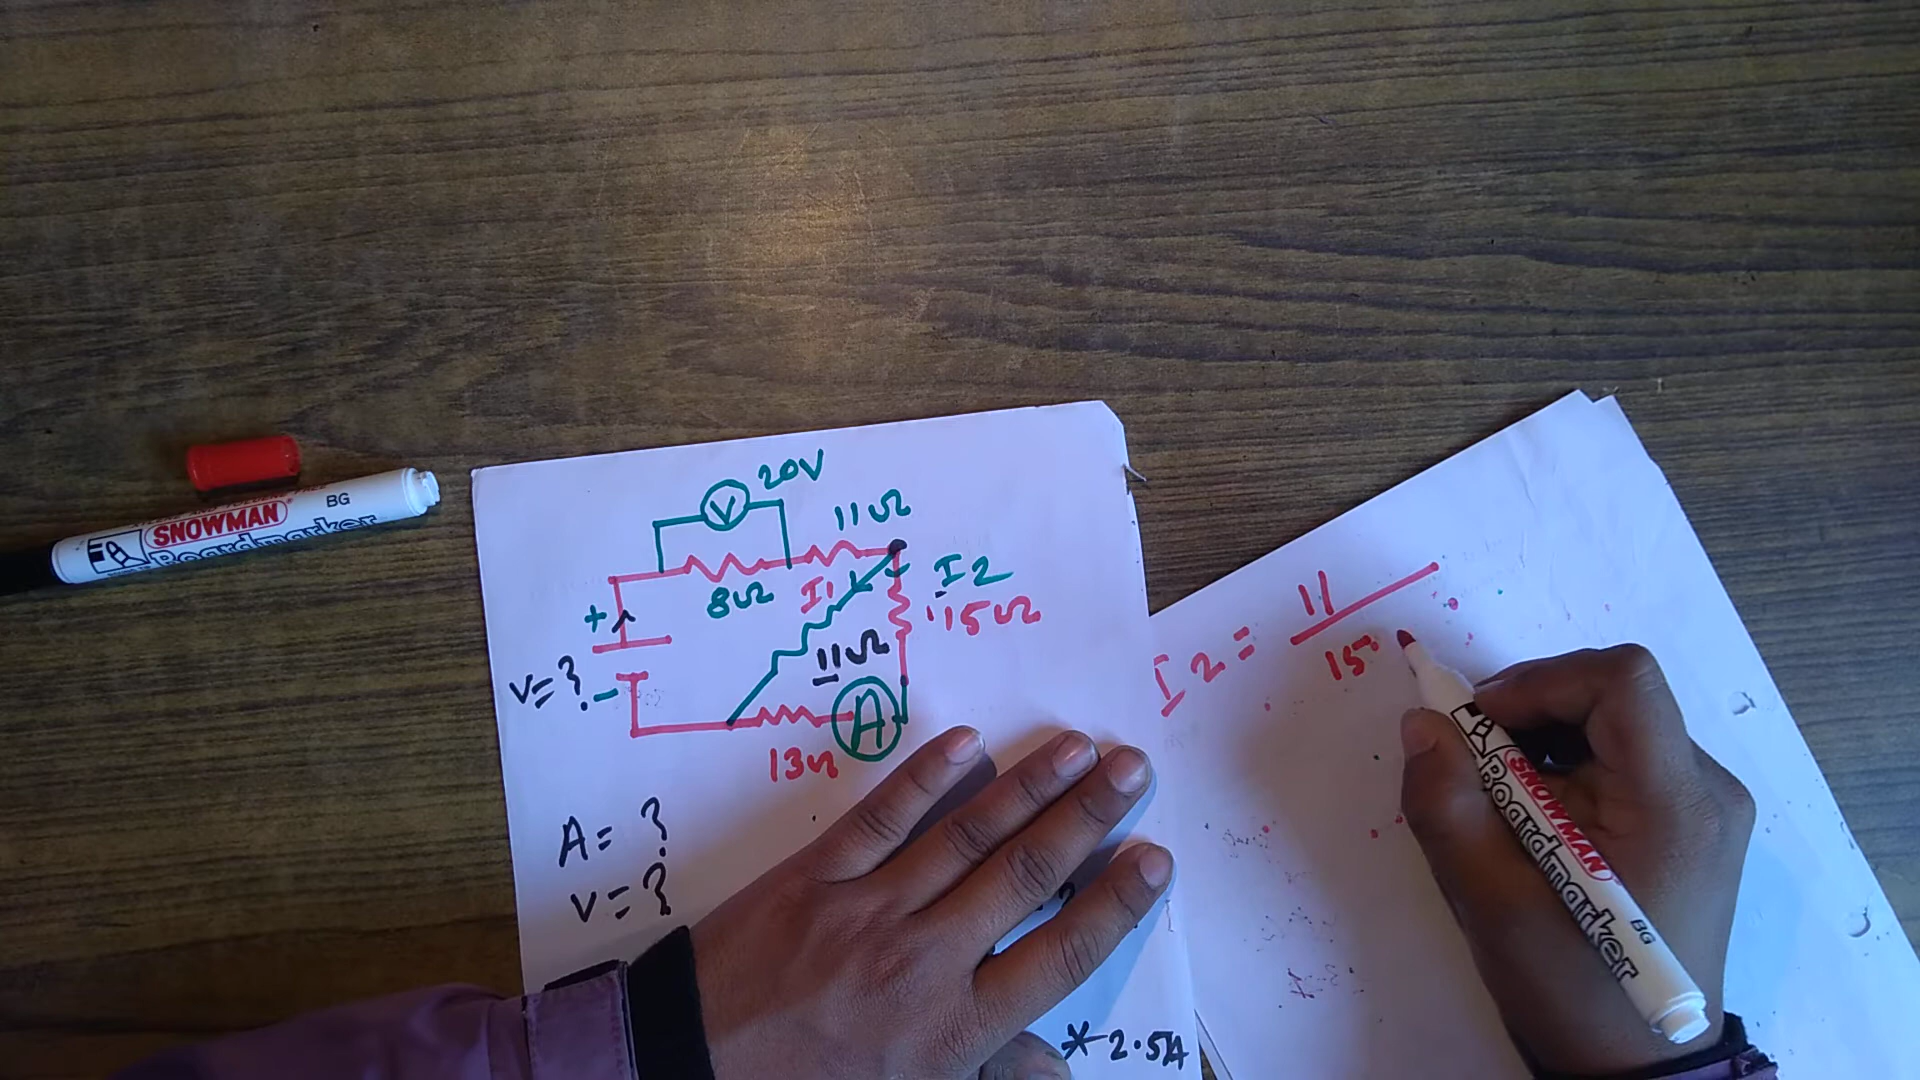 20V
V
11Ω
8Ω
I1
I2
15Ω
+
11Ω
V=?
-
A
13Ω
A=?
V=?
*2.5A
I2=
11
15
SNOWMAN
BG
Boardmarker
SNOWMAN
BG
Boardmarker